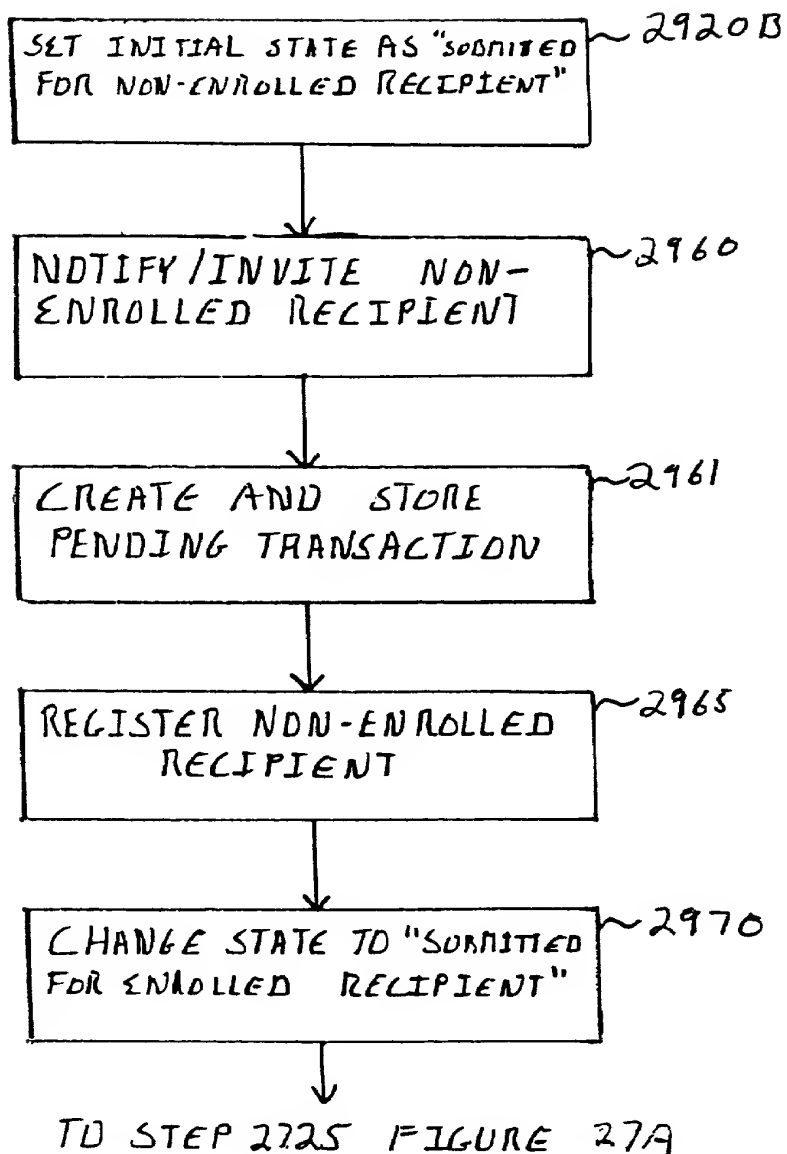 SET INITIAL STATE AS "SUBMITTED
FOR NON-ENROLLED RECIPIENT"
2920B
NOTIFY/INVITE NON-
ENROLLED RECIPIENT
2960
CREATE AND STORE
PENDING TRANSACTION
2961
REGISTER NON-ENROLLED
RECIPIENT
2965
CHANGE STATE TO "SUBMITTED
FOR ENROLLED RECIPIENT"
2970
TO STEP 2725 FIGURE 27A